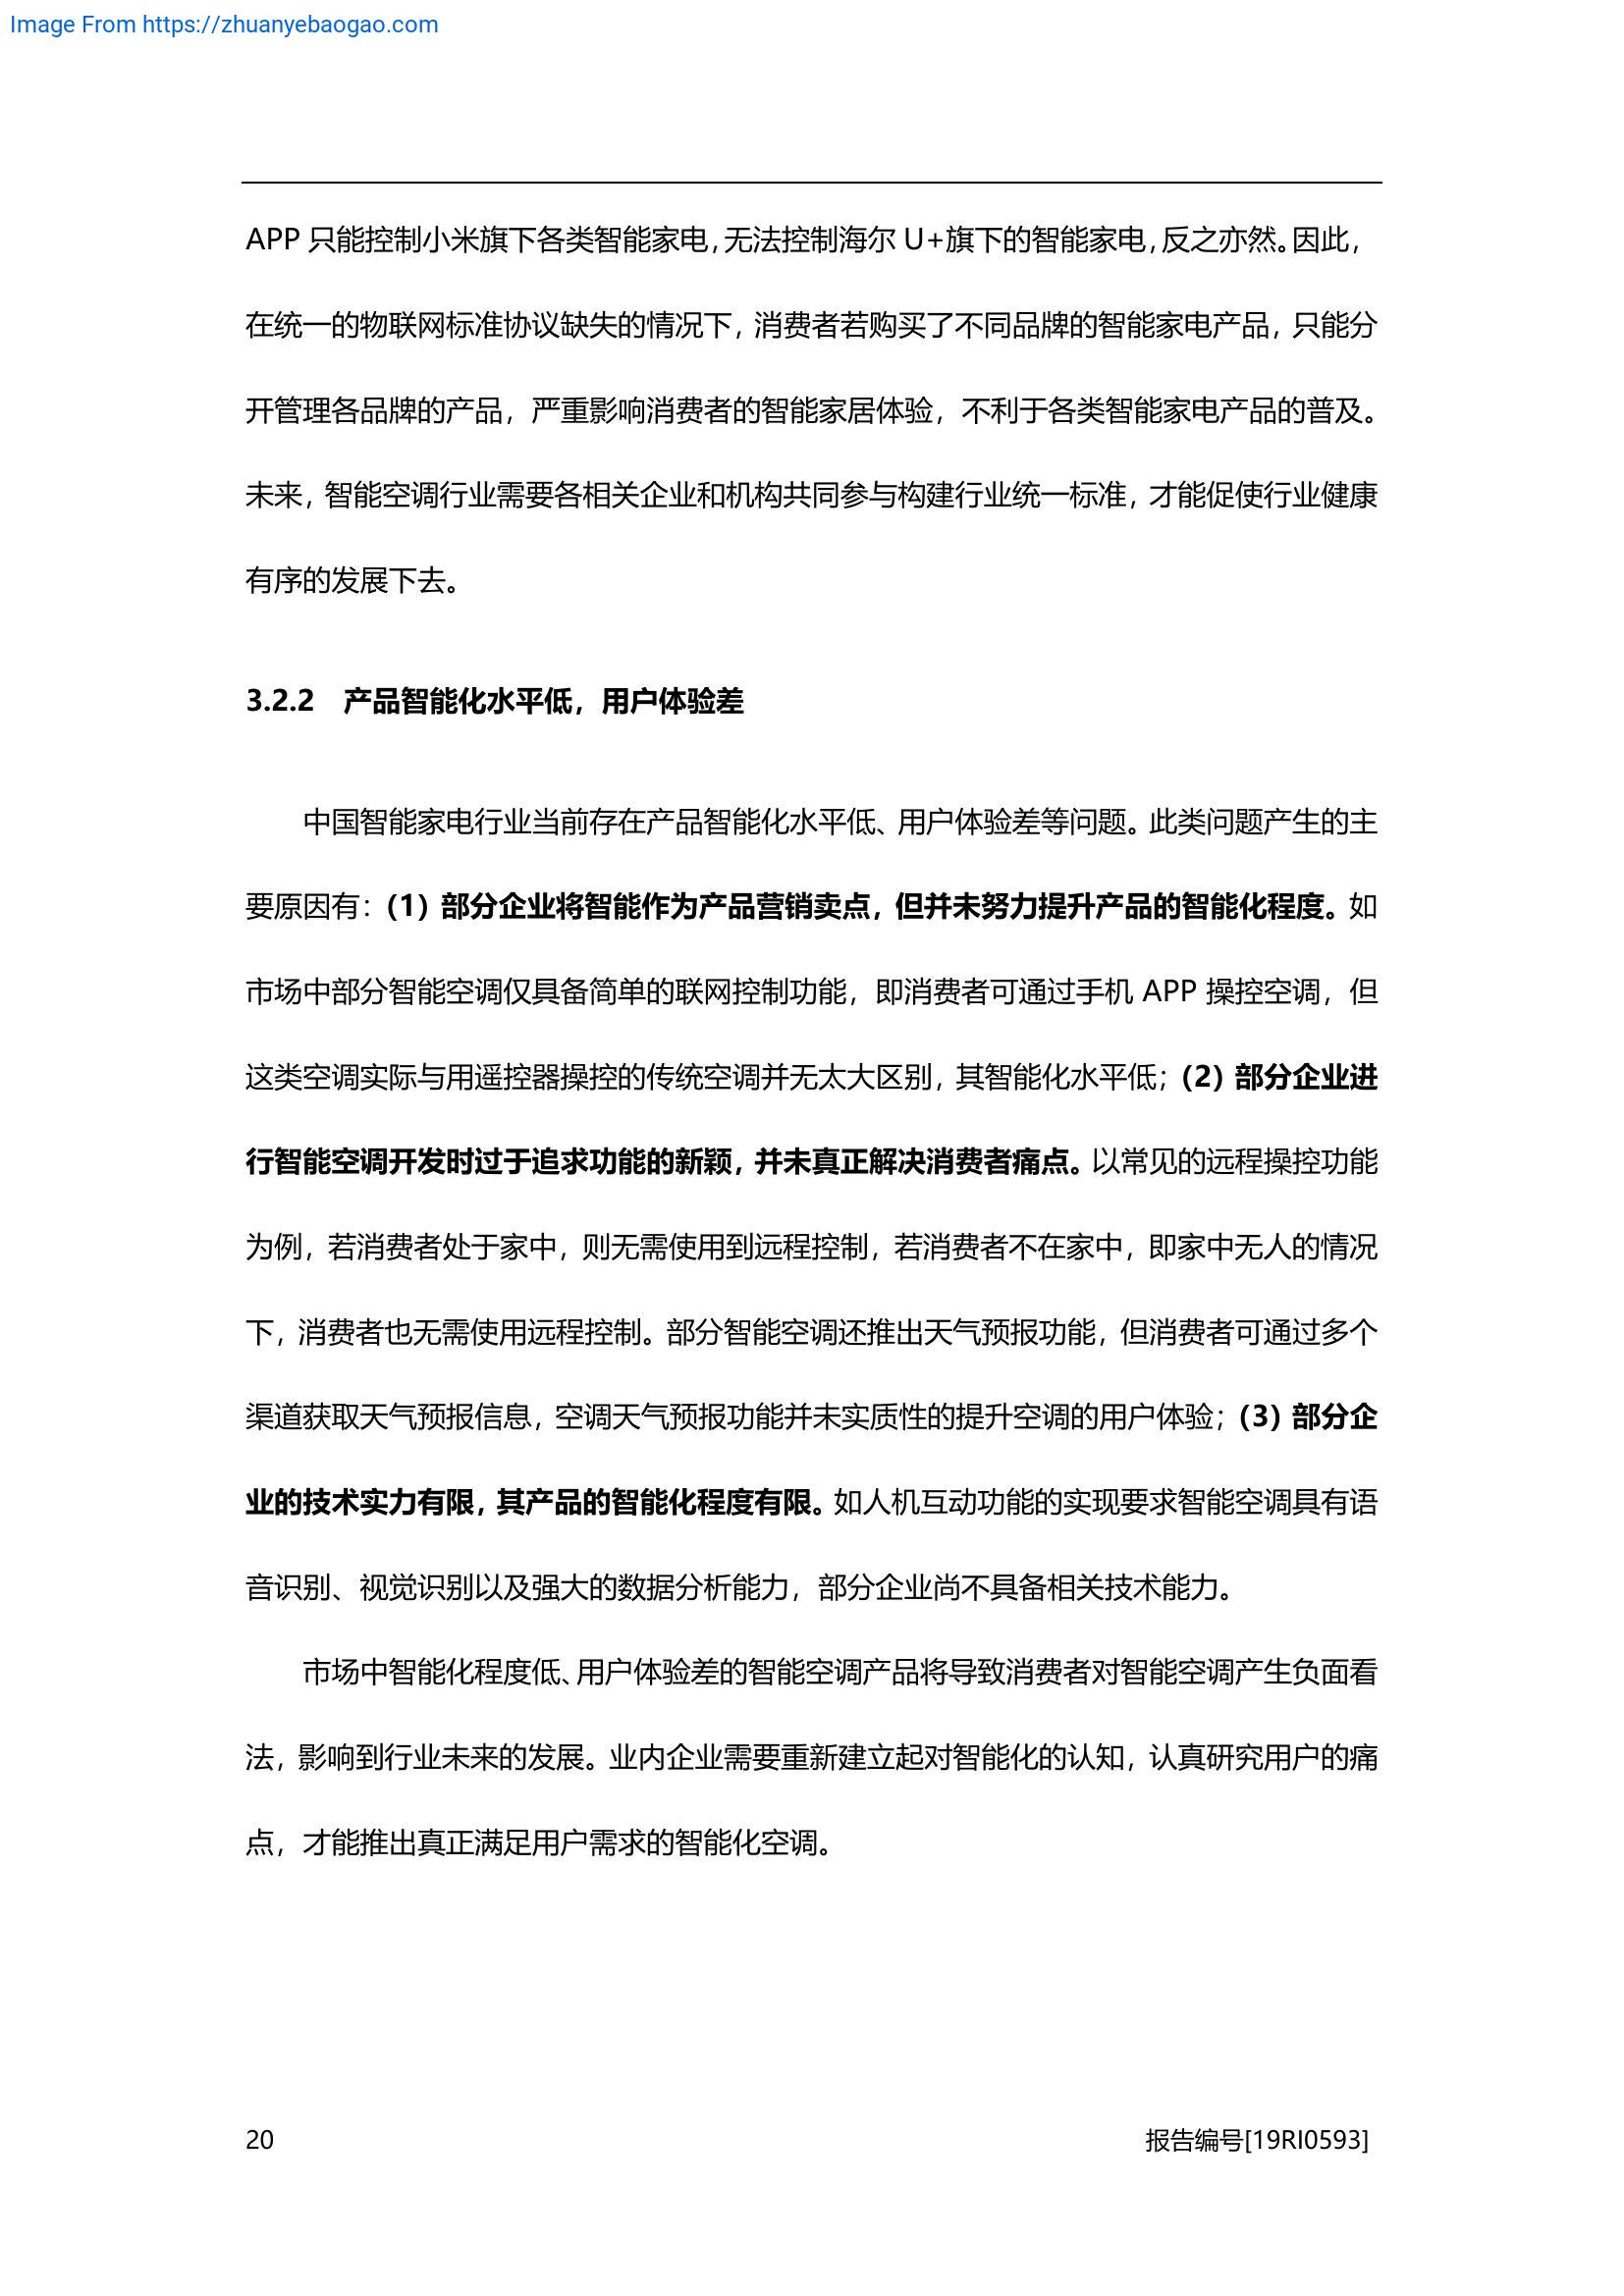 Image From https://zhuanyebaogao.com
APP 只能控制小米旗下各类智能家电，无法控制海尔 U+旗下的智能家电，反之亦然。因此，
在统一的物联网标准协议缺失的情况下，消费者若购买了不同品牌的智能家电产品，只能分
开管理各品牌的产品，严重影响消费者的智能家居体验，不利于各类智能家电产品的普及。
未来，智能空调行业需要各相关企业和机构共同参与构建行业统一标准，才能促使行业健康
有序的发展下去。
3.2.2 产品智能化水平低，用户体验差
中国智能家电行业当前存在产品智能化水平低、用户体验差等问题。此类问题产生的主
要原因有：（1）部分企业将智能作为产品营销卖点，但并未努力提升产品的智能化程度。如
市场中部分智能空调仅具备简单的联网控制功能，即消费者可通过手机 APP 操控空调，但
这类空调实际与用遥控器操控的传统空调并无太大区别，其智能化水平低；（2）部分企业进
行智能空调开发时过于追求功能的新颖，并未真正解决消费者痛点。以常见的远程操控功能
为例，若消费者处于家中，则无需使用到远程控制，若消费者不在家中，即家中无人的情况
下，消费者也无需使用远程控制。部分智能空调还推出天气预报功能，但消费者可通过多个
渠道获取天气预报信息，空调天气预报功能并未实质性的提升空调的用户体验；（3）部分企
业的技术实力有限，其产品的智能化程度有限。如人机互动功能的实现要求智能空调具有语
音识别、视觉识别以及强大的数据分析能力，部分企业尚不具备相关技术能力。
市场中智能化程度低、用户体验差的智能空调产品将导致消费者对智能空调产生负面看
法，影响到行业未来的发展。业内企业需要重新建立起对智能化的认知，认真研究用户的痛
点，才能推出真正满足用户需求的智能化空调。
20 报告编号[19RI0593]